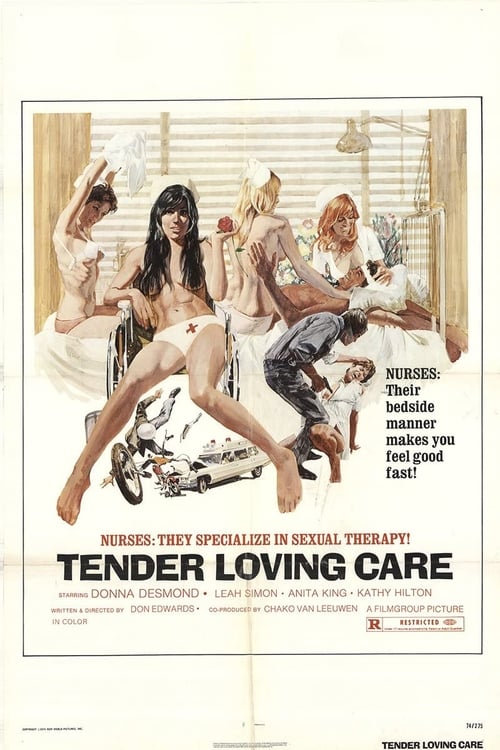 NURSES:
Their
bedside
manner
makes you
feel good
fast!
NURSES: THEY SPECIALIZE IN SEXUAL THERAPY!
TENDER LOVING CARE
STARRING DONNA DESMOND • LEAH SIMON • ANITA KING • KATHY HILTON
WRITTEN & DIRECTED BY DON EDWARDS • CO-PRODUCED BY CHAKO VAN LEEUWEN A FILMGROUP PICTURE
IN COLOR
R RESTRICTED
74/275
TENDER LOVING CARE